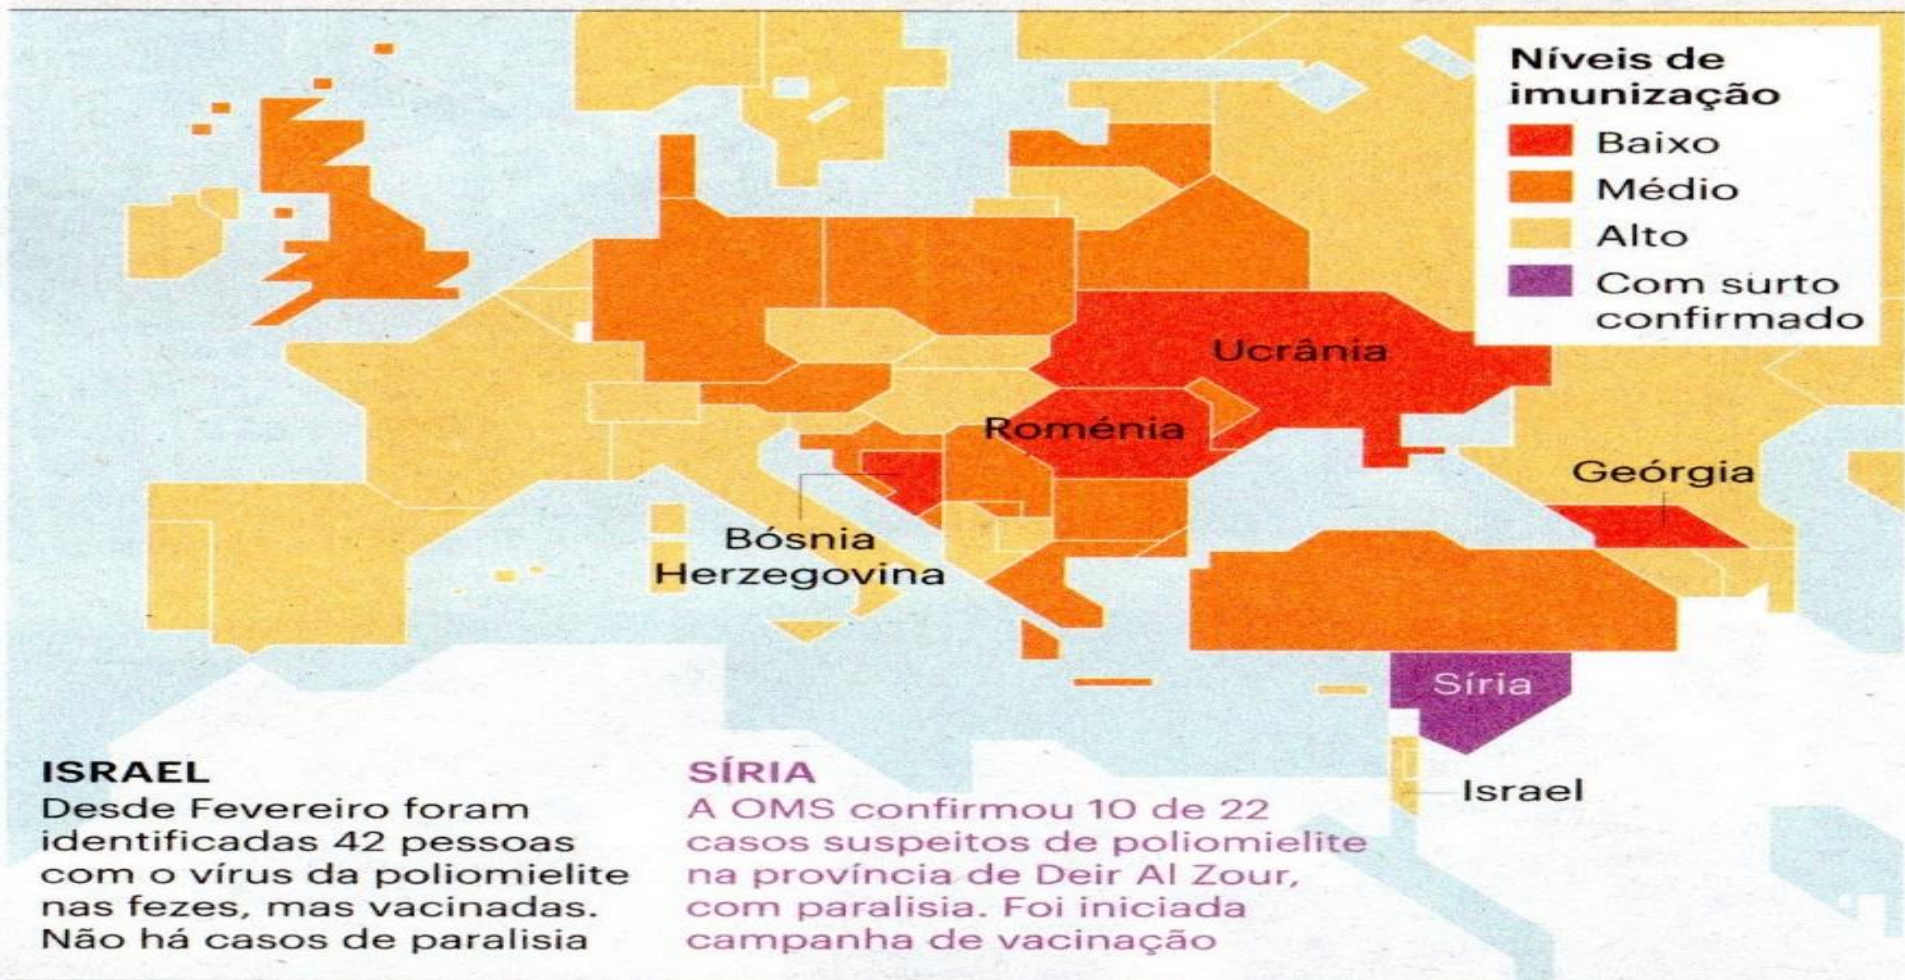 Níveis de
imunização
Baixo
Médio
Alto
Com surto
confirmado
Ucrânia
Roménia
Geórgia
Bósnia
Herzegovina
Síria
Israel
ISRAEL
Desde Fevereiro foram
identificadas 42 pessoas
com o vírus da poliomielite
nas fezes, mas vacinadas.
Não há casos de paralisia
SÍRIA
A OMS confirmou 10 de 22
casos suspeitos de poliomielite
na província de Deir Al Zour,
com paralisia. Foi iniciada
campanha de vacinação